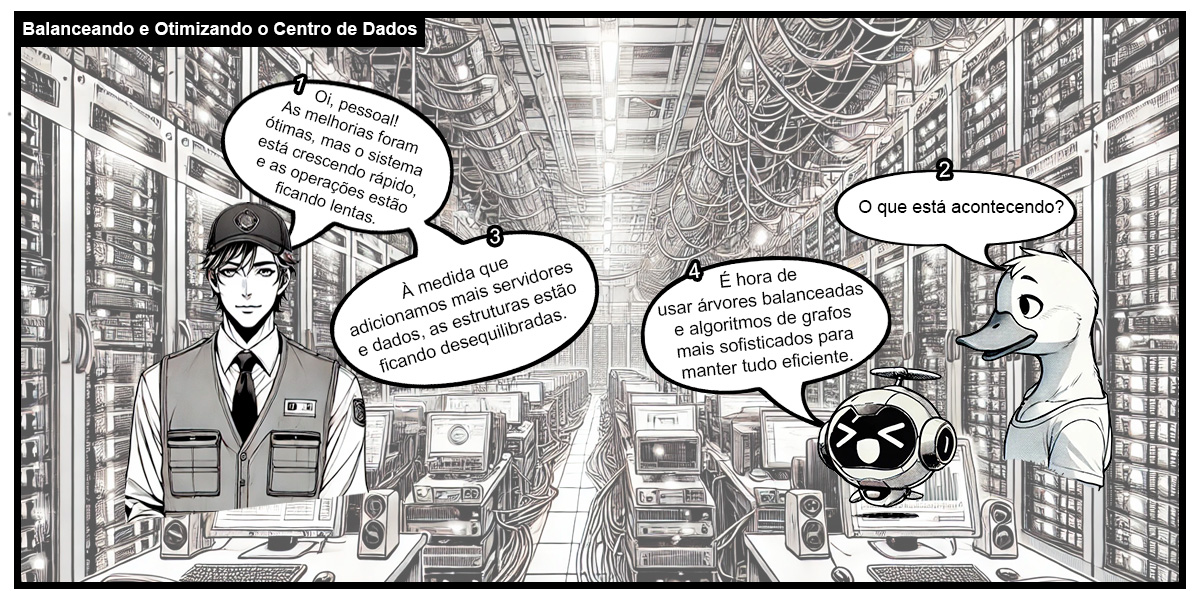 Balanceando e Otimizando o Centro de Dados
1
Oi, pessoal!
As melhorias foram
ótimas, mas o sistema
está crescendo rápido,
e as operações estão
ficando lentas.
2
O que está acontecendo?
3
À medida que
adicionamos mais servidores
e dados, as estruturas estão
ficando desequilibradas.
4
É hora de
usar árvores balanceadas
e algoritmos de grafos
mais sofisticados para
manter tudo eficiente.